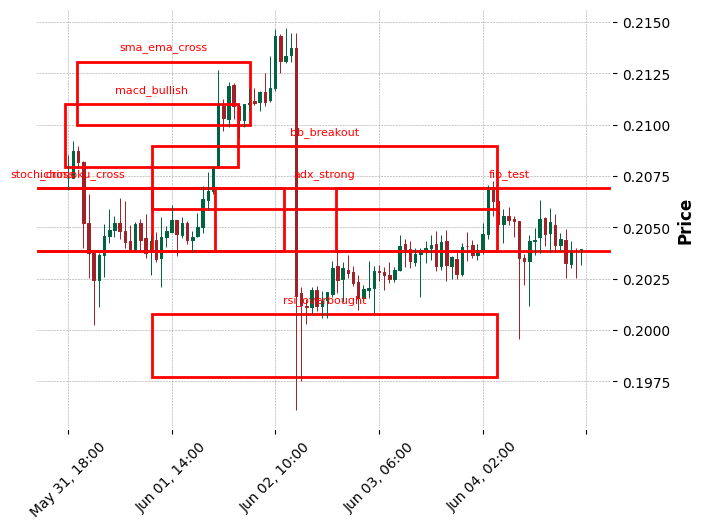 sma_ema_cross
macd_bullish
bb_breakout
adx_strong
fib_test
rsi_overbought
0.2150
0.2125
0.2100
0.2075
0.2050
0.2025
0.2000
0.1975
Price
May 31, 18:00
Jun 01, 14:00
Jun 02, 10:00
Jun 03, 06:00
Jun 04, 02:00